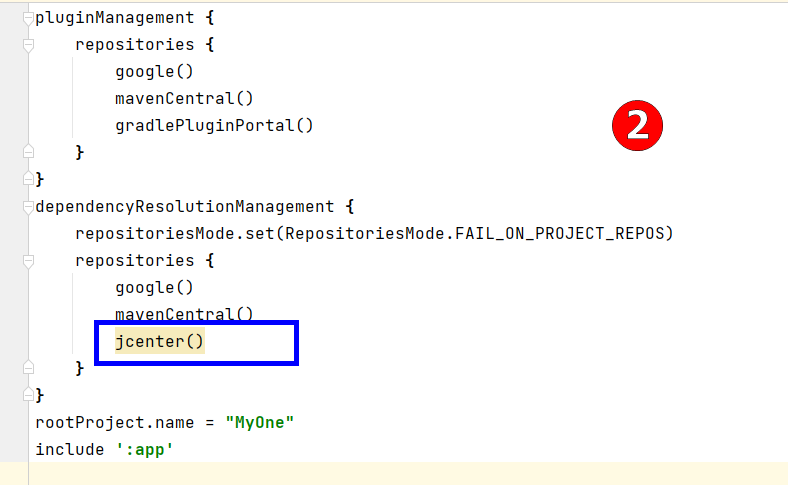 pluginManagement {
    repositories {
        google()
        mavenCentral()
        gradlePluginPortal()
    }
}
2
dependencyResolutionManagement {
    repositoriesMode.set(RepositoriesMode.FAIL_ON_PROJECT_REPOS)
    repositories {
        google()
        mavenCentral()
        jcenter()
    }
}
rootProject.name = "MyOne"
include ':app'